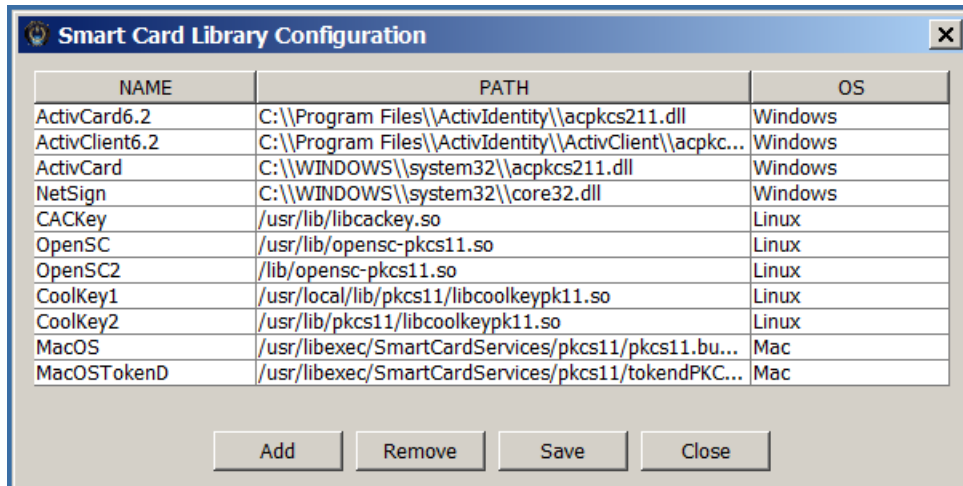 Smart Card Library Configuration
NAME PATH OS
ActivCard6.2 C:\\Program Files\\ActivIdentity\\acpkcs211.dll Windows
ActivClient6.2 C:\\Program Files\\ActivIdentity\\ActivClient\\acpkc... Windows
ActivCard C:\\WINDOWS\\system32\\acpkcs211.dll Windows
NetSign C:\\WINDOWS\\system32\\core32.dll Windows
CACKey /usr/lib/libcackey.so Linux
OpenSC /usr/lib/opensc-pkcs11.so Linux
OpenSC2 /lib/opensc-pkcs11.so Linux
CoolKey1 /usr/local/lib/pkcs11/libcoolkeypk11.so Linux
CoolKey2 /usr/lib/pkcs11/libcoolkeypk11.so Linux
MacOS /usr/libexec/SmartCardServices/pkcs11/pkcs11.bu... Mac
MacOSTokenD /usr/libexec/SmartCardServices/pkcs11/tokendPKC... Mac
Add Remove Save Close